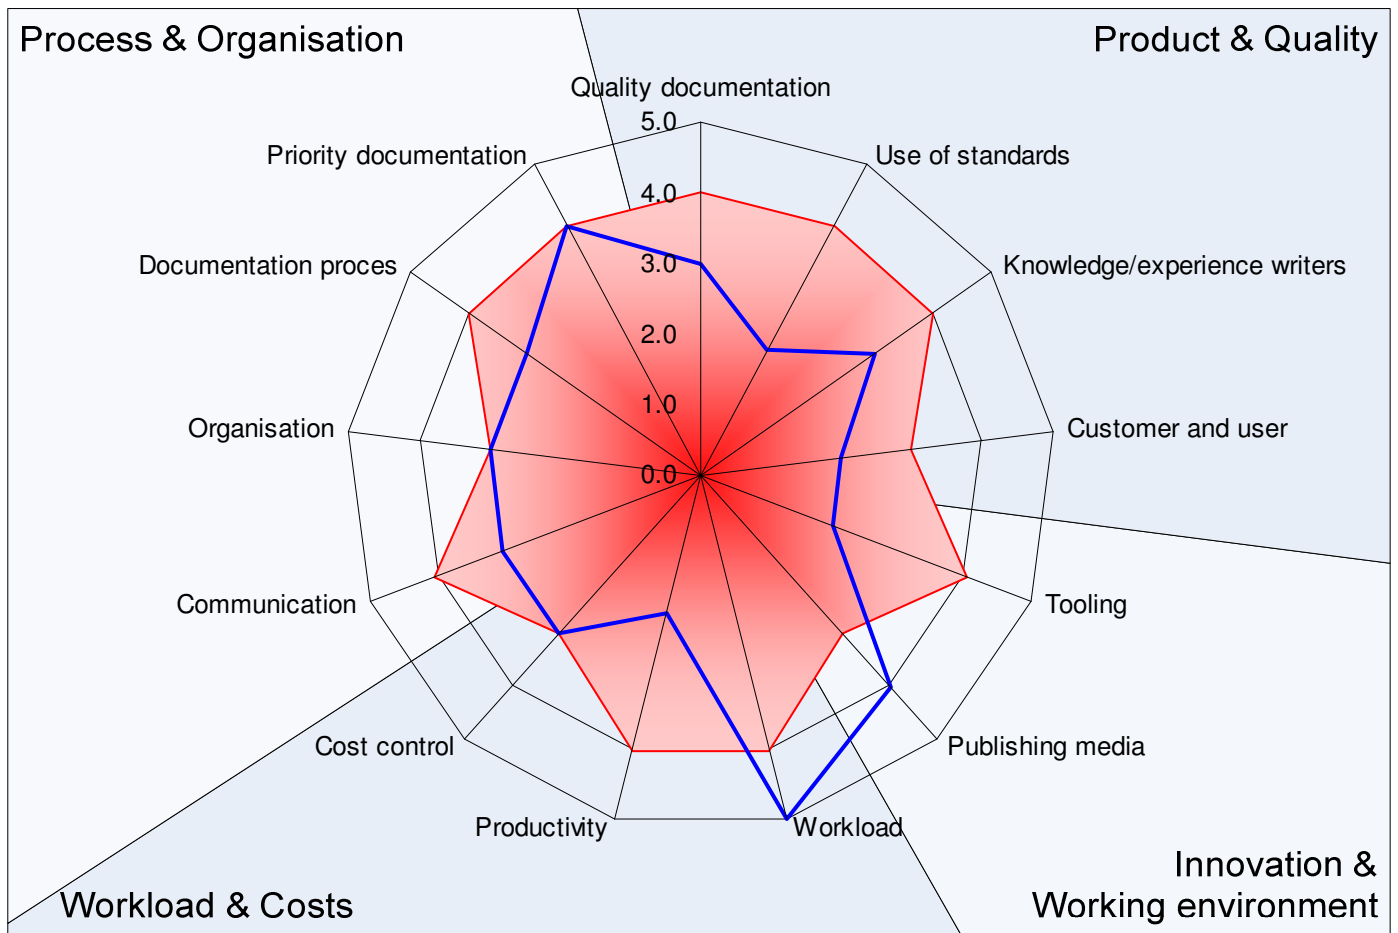 Process & Organisation
Product & Quality
Quality documentation
5.0
Priority documentation
Use of standards
4.0
Documentation proces
3.0
Knowledge/experience writers
2.0
1.0
Organisation
Customer and user
0.0
Communication
Tooling
Cost control
Publishing media
Productivity
Workload
Innovation &
Working environment
Workload & Costs